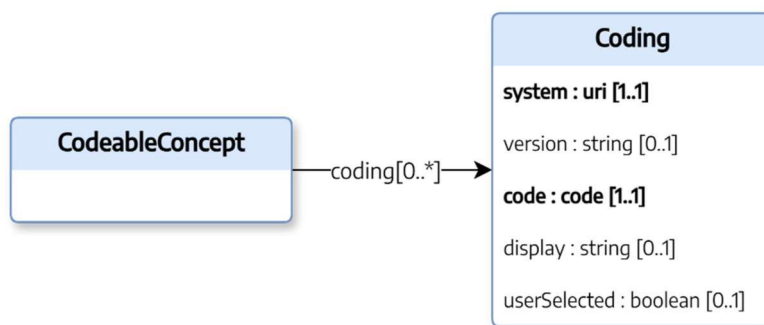 CodeableConcept
coding[0..*]
Coding
system : uri [1..1]
version : string [0..1]
code : code [1..1]
display : string [0..1]
userSelected : boolean [0..1]